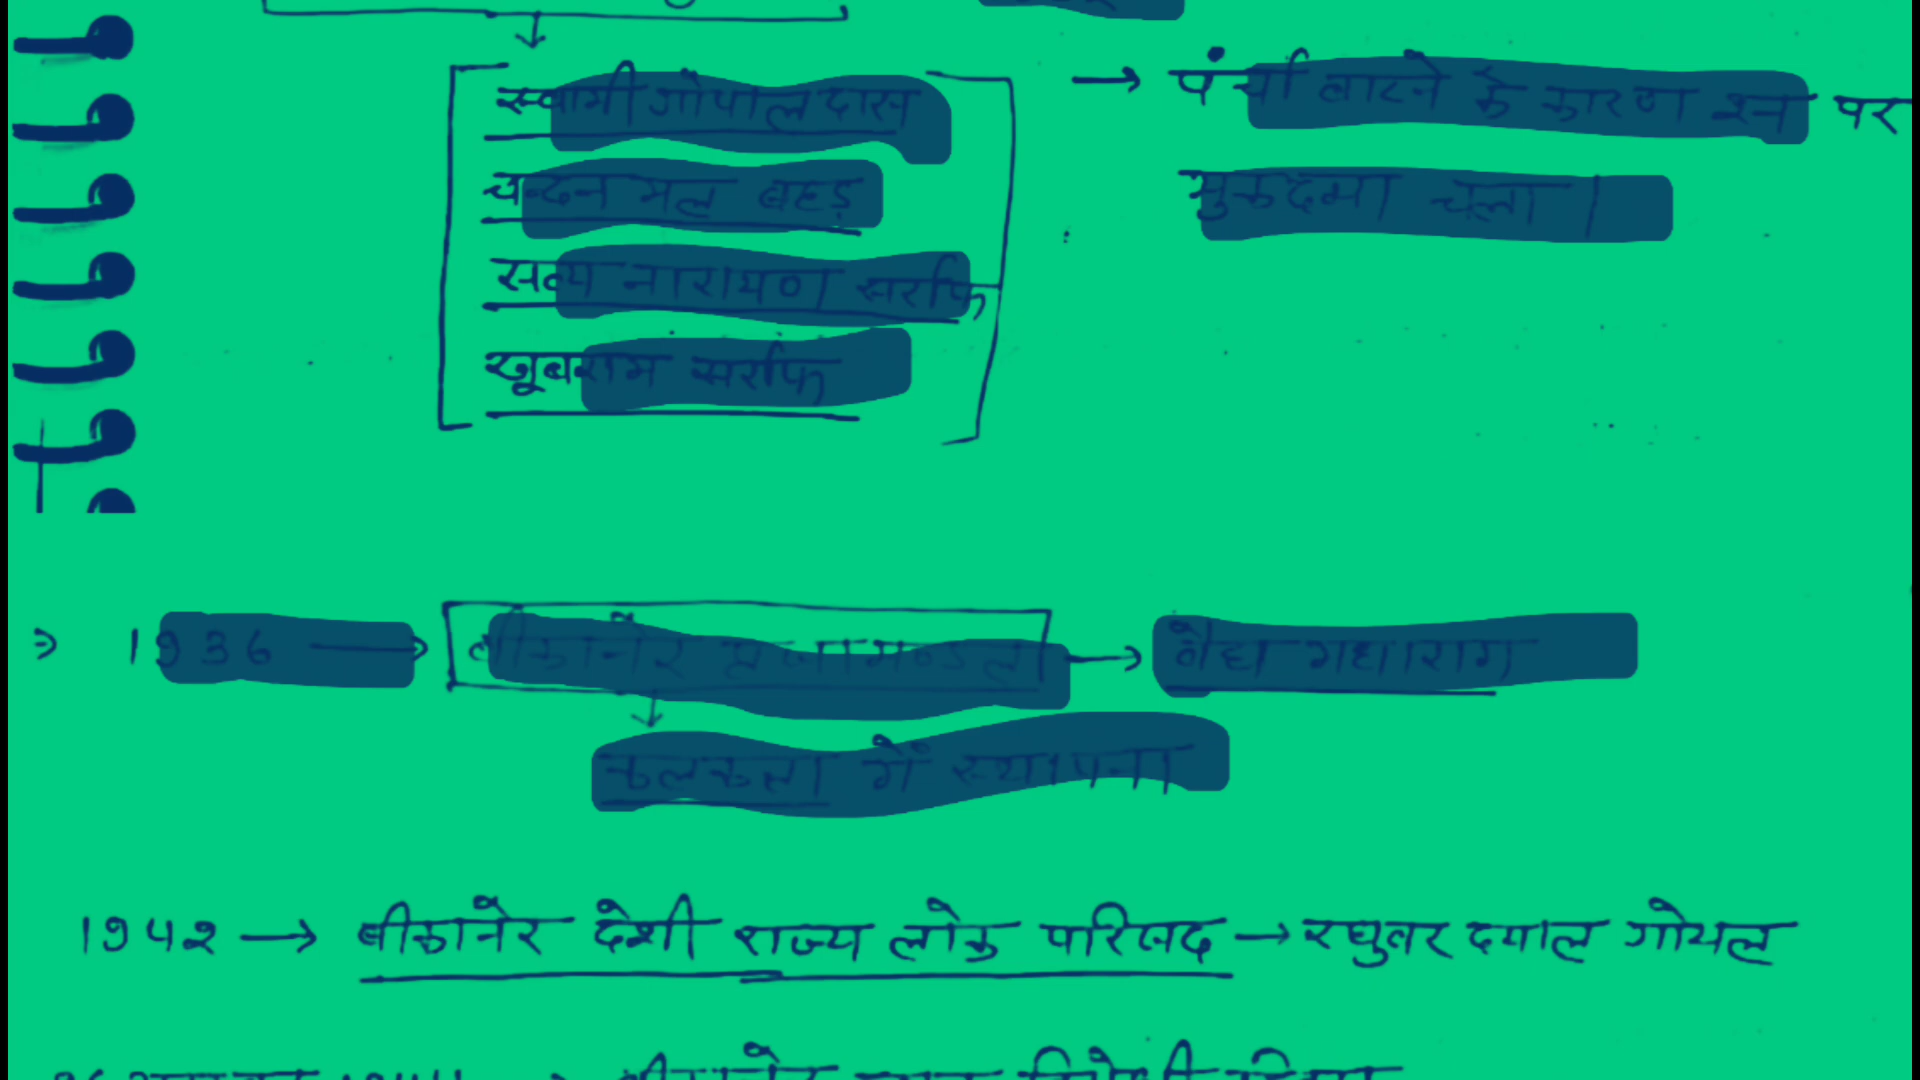 स्वामी गोपाल दास
चन्दन मल बहड़
सत्य नारायण सर्राफ
खूबराम सर्राफ
→ पंर्चा बाटने के कारण इन पर
मुकदमा चला।
⇒ 1936 → बीकानेर प्रजामण्डल → वैद्य मघाराम
कलकत्ता में स्थापना
1942 → बीकानेर देशी राज्य लोक परिषद → रघुवर दयाल गोयल